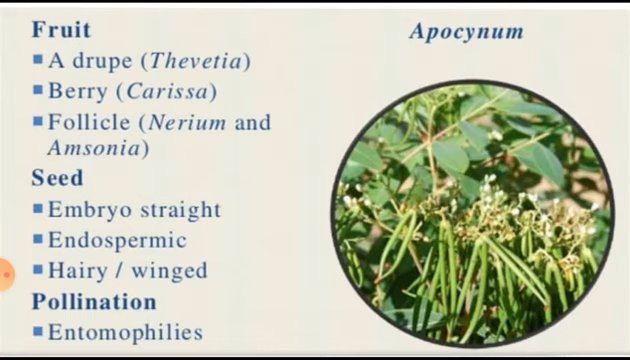 Fruit
Apocynum
▪A drupe (Thevetia)
▪Berry (Carissa)
▪Follicle (Nerium and
Amsonia)
Seed
▪Embryo straight
▪Endospermic
▪Hairy / winged
Pollination
▪Entomophilies